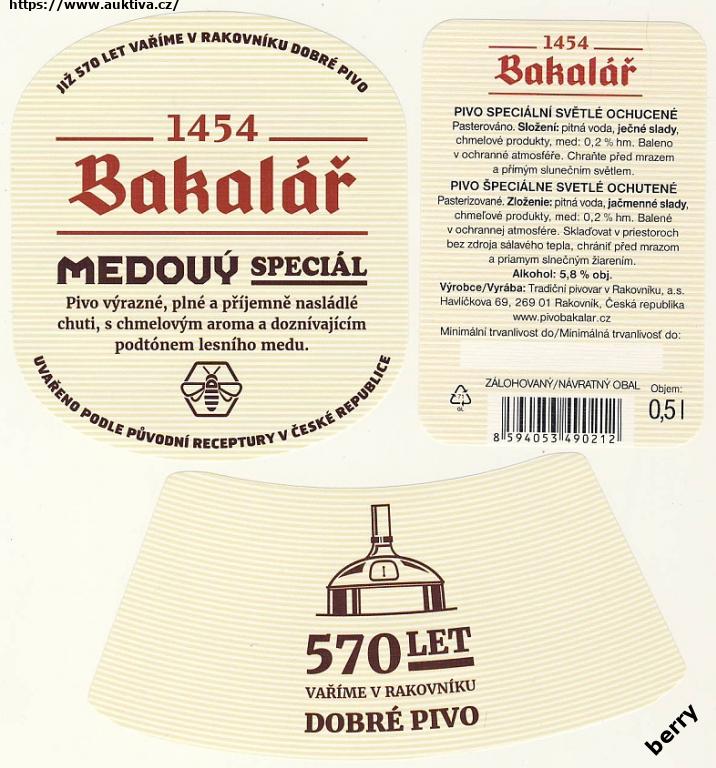 https://www.auktiva.cz/
JIŽ 570 LET VAŘÍME V RAKOVNÍKU DOBRÉ PIVO
1454
Bakalář
MEDOVÝ SPECIÁL
Pivo výrazné, plné a příjemně nasládlé
chuti, s chmelovým aroma a doznívajícím
podtónem lesního medu.
UVAŘENO PODLE PŮVODNÍ RECEPTURY V ČESKÉ REPUBLICE
1454
Bakalář
PIVO SPECIÁLNÍ SVĚTLÉ OCHUCENÉ
Pasterováno. Složení: pitná voda, ječné slady,
chmelové produkty, med: 0,2 % hm. Baleno
v ochranné atmosféře. Chraňte před mrazem
a přímým slunečním světlem.
PIVO ŠPECIÁLNE SVETLÉ OCHUTENÉ
Pasterizované. Zloženie: pitná voda, jačmenné slady,
chmeľové produkty, med: 0,2 % hm. Balené
v ochrannej atmosfére. Skladovať v priestoroch
bez zdroja sálavého tepla, chrániť pred mrazom
a priamym slnečným žiarením.
Alkohol: 5,8 % obj.
Výrobce/Vyrába: Tradiční pivovar v Rakovníku, a.s.
Havlíčkova 69, 269 01 Rakovník, Česká republika
www.pivobakalar.cz
Minimální trvanlivost do/Minimálná trvanlivosť do:
ZÁLOHOVANÝ/NÁVRATNÝ OBAL
Objem:
71
GL
0,5 l
8 594053 490212
I
570 LET
VAŘÍME V RAKOVNÍKU
DOBRÉ PIVO
berry